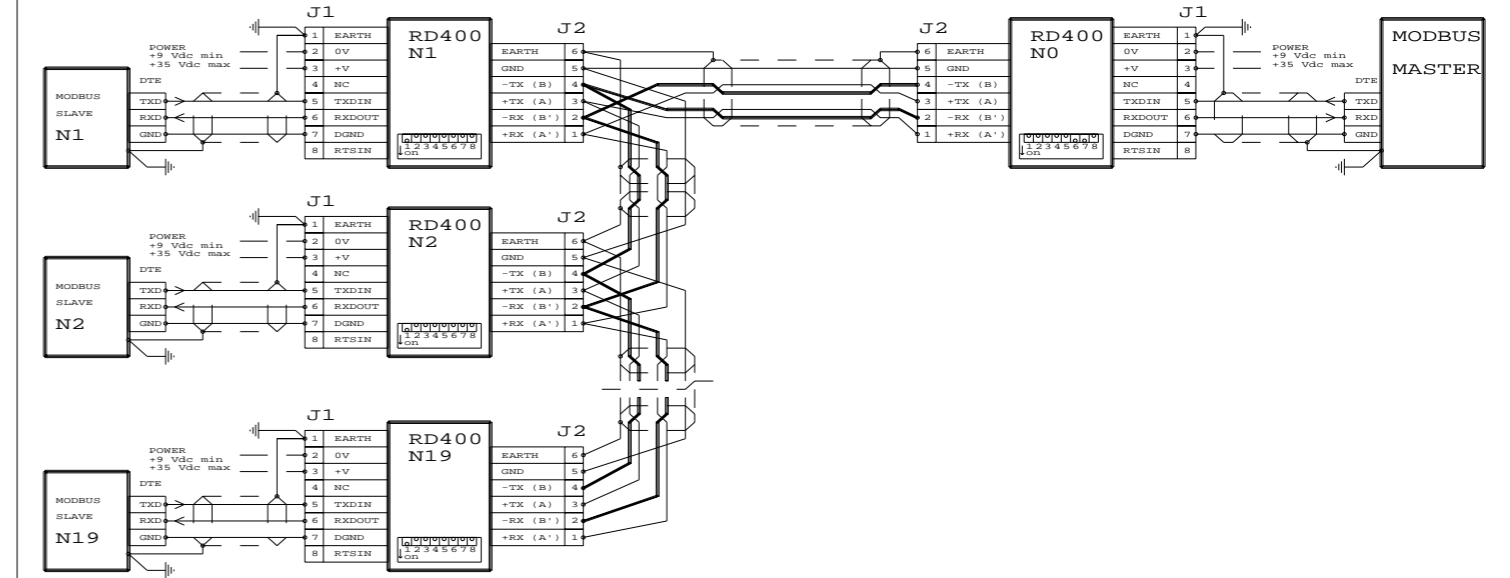 J1
1 EARTH
2 0V
3 +V
4 NC
5 TXDIN
6 RXDOUT
7 DGND
8 RTSIN
POWER
+9 Vdc min
+35 Vdc max
DTE
TXD
RXD
GND
MODBUS
SLAVE
N1
RD400
N1
12345678
↓on
J2
EARTH 6
GND 5
-TX (B) 4
+TX (A) 3
-RX (B') 2
+RX (A') 1
J2
6 EARTH
5 GND
4 -TX (B)
3 +TX (A)
2 -RX (B')
1 +RX (A')
RD400
N0
12345678
↓on
J1
EARTH 1
0V 2
+V 3
NC 4
TXDIN 5
RXDOUT 6
DGND 7
RTSIN 8
POWER
+9 Vdc min
+35 Vdc max
DTE
TXD
RXD
GND
MODBUS
MASTER
J1
1 EARTH
2 0V
3 +V
4 NC
5 TXDIN
6 RXDOUT
7 DGND
8 RTSIN
POWER
+9 Vdc min
+35 Vdc max
DTE
TXD
RXD
GND
MODBUS
SLAVE
N2
RD400
N2
12345678
↓on
J2
EARTH 6
GND 5
-TX (B) 4
+TX (A) 3
-RX (B') 2
+RX (A') 1
J1
1 EARTH
2 0V
3 +V
4 NC
5 TXDIN
6 RXDOUT
7 DGND
8 RTSIN
POWER
+9 Vdc min
+35 Vdc max
DTE
TXD
RXD
GND
MODBUS
SLAVE
N19
RD400
N19
12345678
↓on
J2
EARTH 6
GND 5
-TX (B) 4
+TX (A) 3
-RX (B') 2
+RX (A') 1